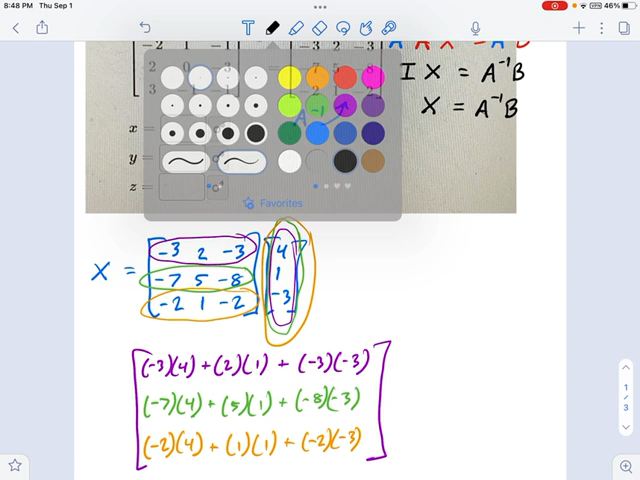 8:48 PM Thu Sep 1
46%
I X = A⁻¹B
X = A⁻¹B
x =
y =
z =
Favorites
X = [-3 2 -3] [4]
[-7 5 -8] [1]
[-2 1 -2] [-3]
(-3)(4) + (2)(1) + (-3)(-3)
(-7)(4) + (5)(1) + (-8)(-3)
(-2)(4) + (1)(1) + (-2)(-3)
1
/
3